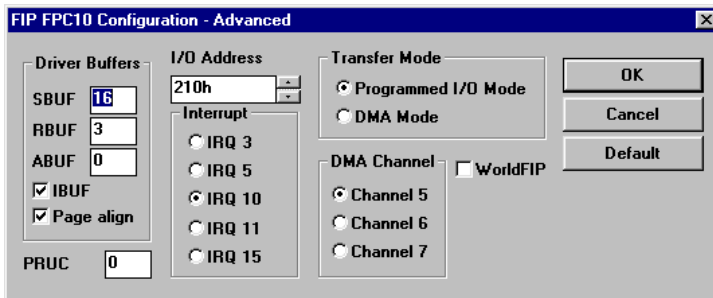 FIP FPC10 Configuration - Advanced
Driver Buffers
SBUF 16
RBUF 3
ABUF 0
IBUF
Page align
PRUC 0
I/O Address
210h
Interrupt
IRQ 3
IRQ 5
IRQ 10
IRQ 11
IRQ 15
Transfer Mode
Programmed I/O Mode
DMA Mode
DMA Channel
Channel 5
Channel 6
Channel 7
WorldFIP
OK
Cancel
Default